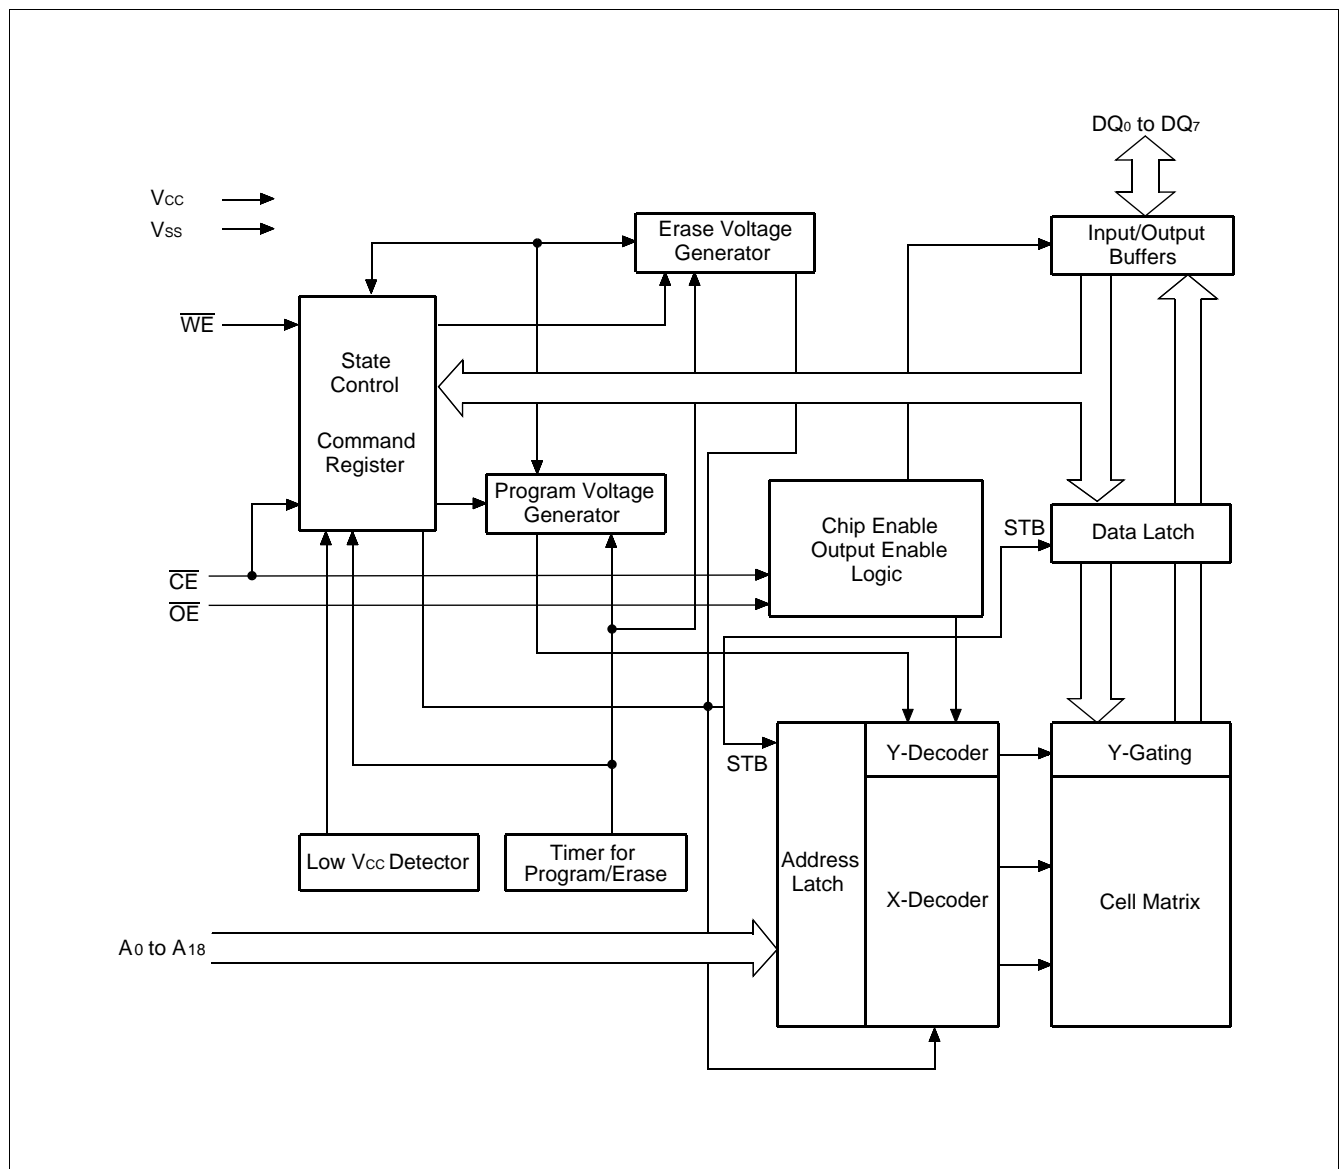 DQ0 to DQ7
VCC
VSS
Erase Voltage
Generator
Input/Output
Buffers
WE
State
Control
Command
Register
Program Voltage
Generator
Chip Enable
Output Enable
Logic
STB
Data Latch
CE
OE
STB
Y-Decoder
Y-Gating
Low VCC Detector
Timer for
Program/Erase
Address
Latch
X-Decoder
Cell Matrix
A0 to A18